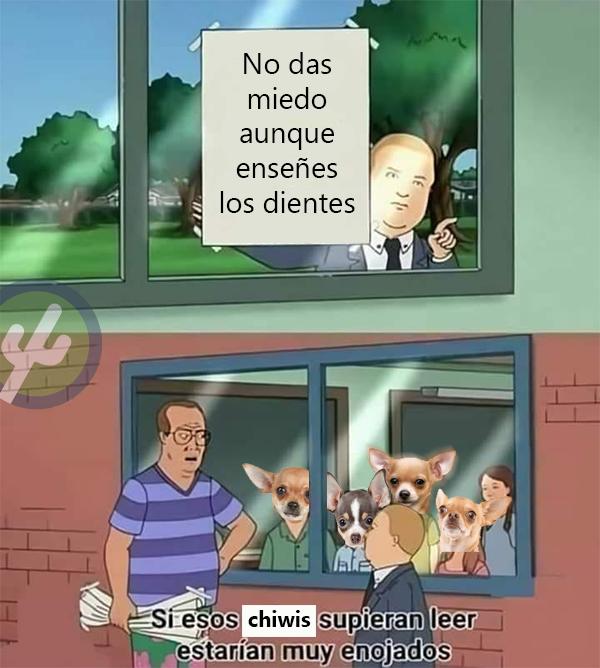 No das
miedo
aunque
enseñes
los dientes
Si esos chiwis supieran leer
estarían muy enojados